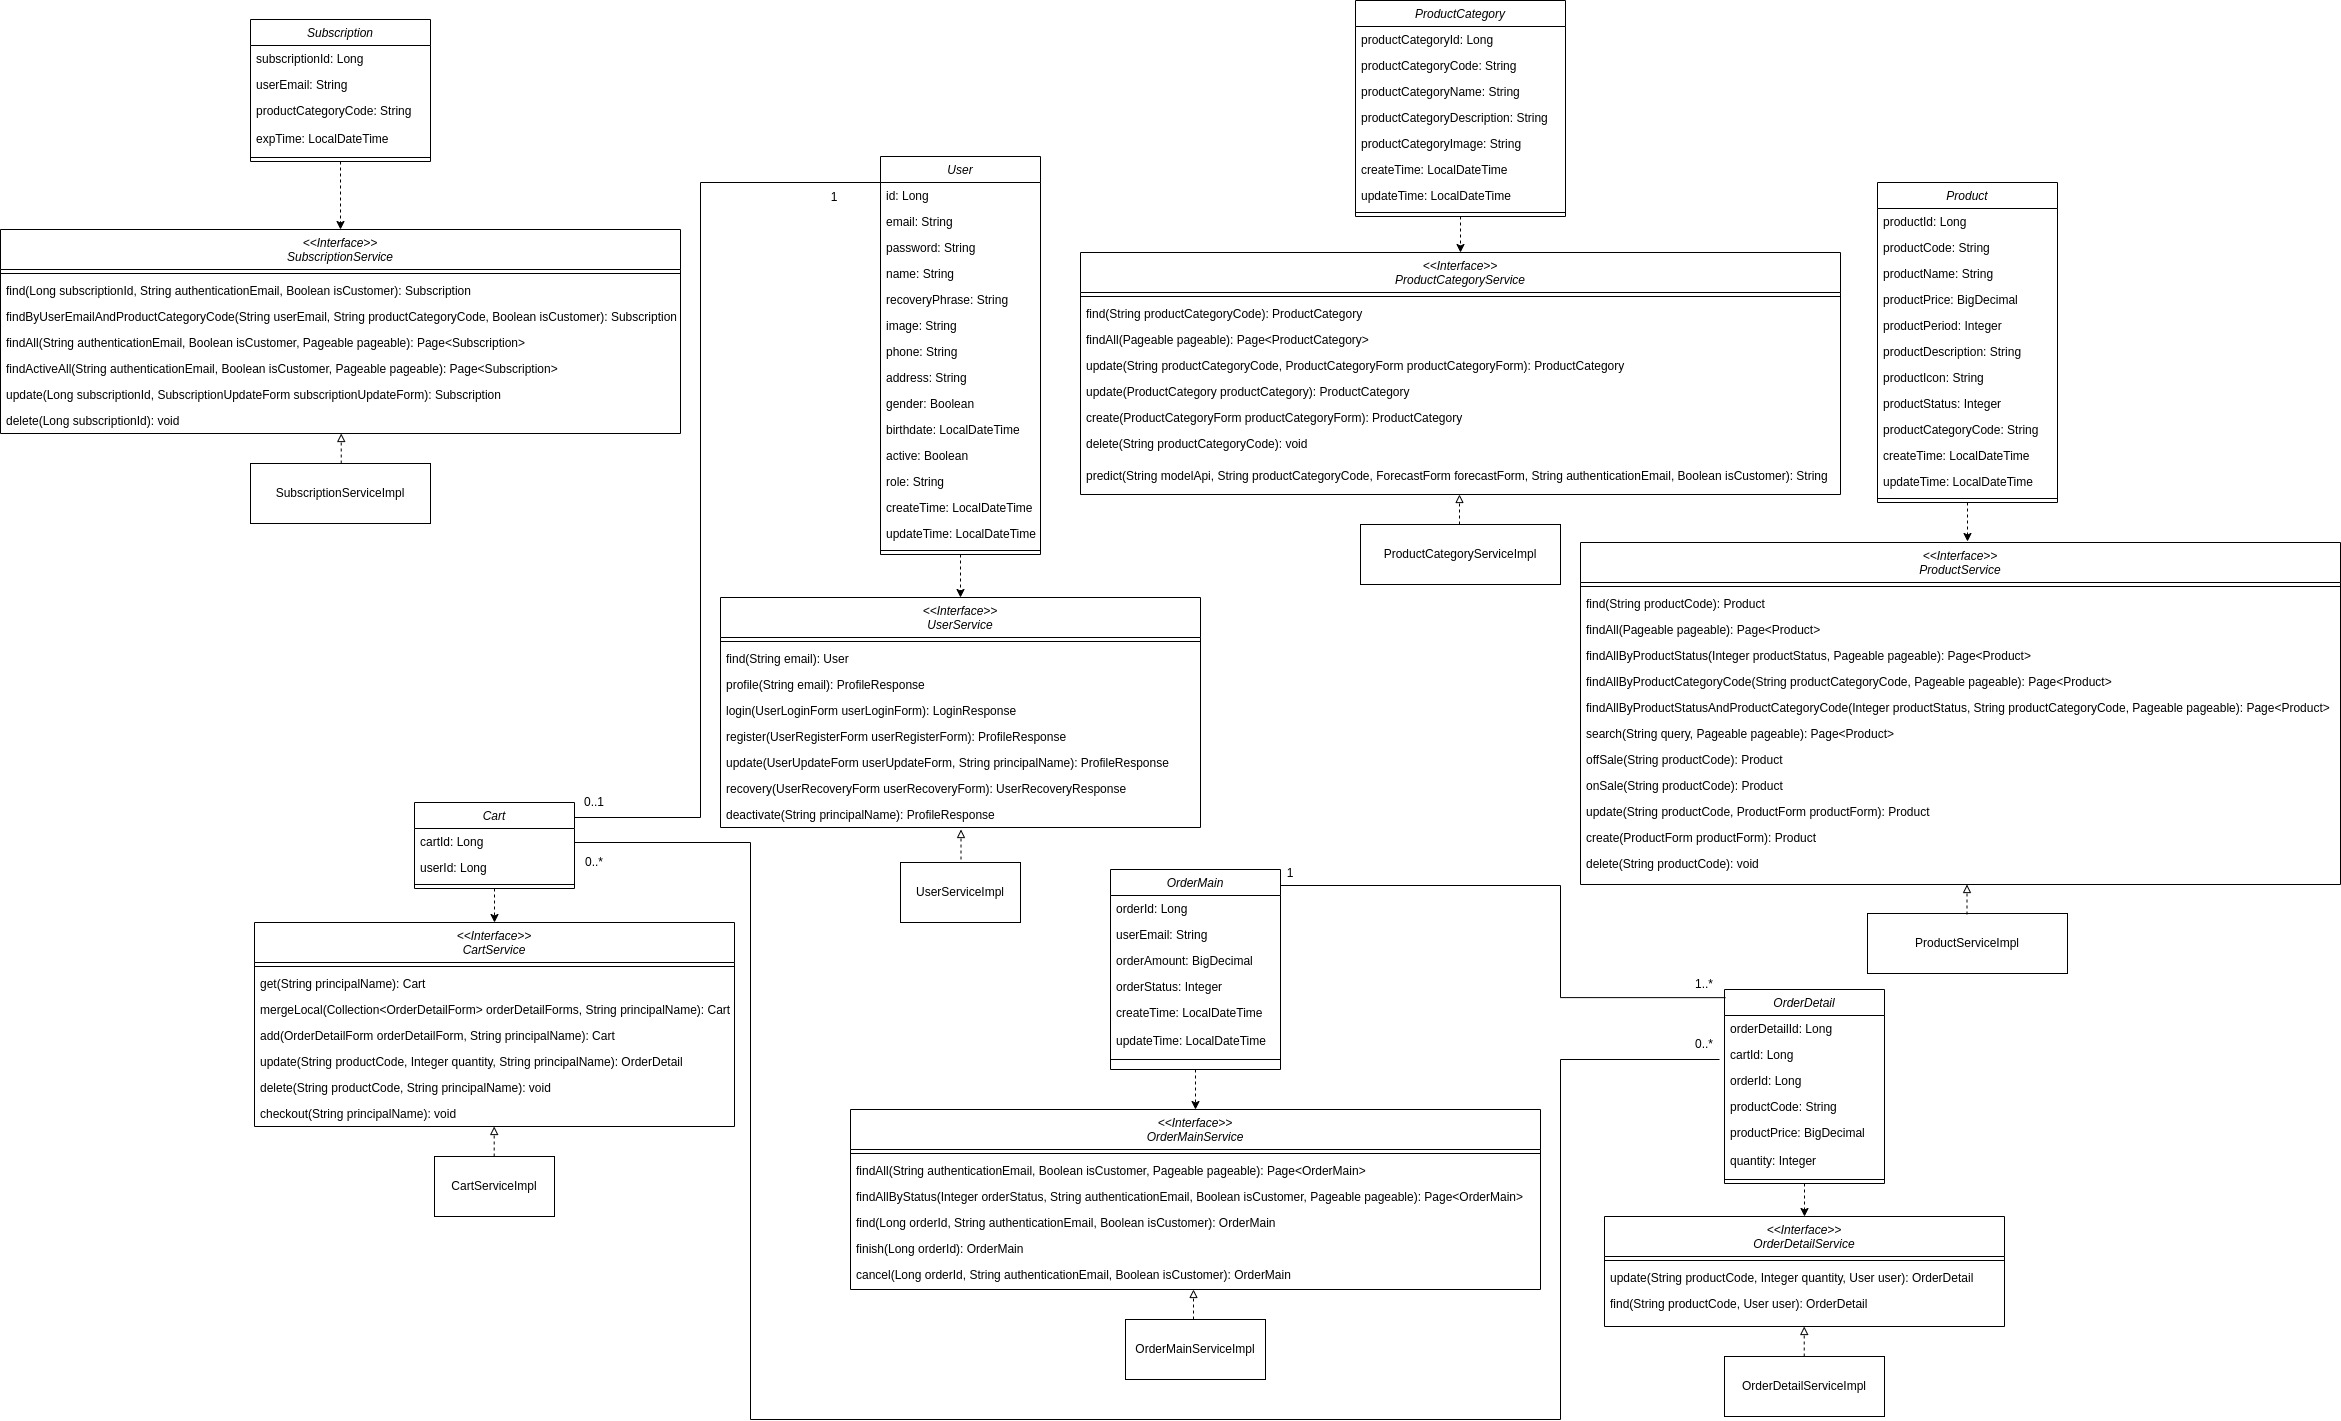 Subscription
subscriptionId: Long
userEmail: String
productCategoryCode: String
expTime: LocalDateTime
<<Interface>>
SubscriptionService
find(Long subscriptionId, String authenticationEmail, Boolean isCustomer): Subscription
findByUserEmailAndProductCategoryCode(String userEmail, String productCategoryCode, Boolean isCustomer): Subscription
findAll(String authenticationEmail, Boolean isCustomer, Pageable pageable): Page<Subscription>
findActiveAll(String authenticationEmail, Boolean isCustomer, Pageable pageable): Page<Subscription>
update(Long subscriptionId, SubscriptionUpdateForm subscriptionUpdateForm): Subscription
delete(Long subscriptionId): void
SubscriptionServiceImpl
User
id: Long
email: String
password: String
name: String
recoveryPhrase: String
image: String
phone: String
address: String
gender: Boolean
birthdate: LocalDateTime
active: Boolean
role: String
createTime: LocalDateTime
updateTime: LocalDateTime
1
<<Interface>>
UserService
find(String email): User
profile(String email): ProfileResponse
login(UserLoginForm userLoginForm): LoginResponse
register(UserRegisterForm userRegisterForm): ProfileResponse
update(UserUpdateForm userUpdateForm, String principalName): ProfileResponse
recovery(UserRecoveryForm userRecoveryForm): UserRecoveryResponse
deactivate(String principalName): ProfileResponse
UserServiceImpl
ProductCategory
productCategoryId: Long
productCategoryCode: String
productCategoryName: String
productCategoryDescription: String
productCategoryImage: String
createTime: LocalDateTime
updateTime: LocalDateTime
<<Interface>>
ProductCategoryService
find(String productCategoryCode): ProductCategory
findAll(Pageable pageable): Page<ProductCategory>
update(String productCategoryCode, ProductCategoryForm productCategoryForm): ProductCategory
update(ProductCategory productCategory): ProductCategory
create(ProductCategoryForm productCategoryForm): ProductCategory
delete(String productCategoryCode): void
predict(String modelApi, String productCategoryCode, ForecastForm forecastForm, String authenticationEmail, Boolean isCustomer): String
ProductCategoryServiceImpl
Product
productId: Long
productCode: String
productName: String
productPrice: BigDecimal
productPeriod: Integer
productDescription: String
productIcon: String
productStatus: Integer
productCategoryCode: String
createTime: LocalDateTime
updateTime: LocalDateTime
<<Interface>>
ProductService
find(String productCode): Product
findAll(Pageable pageable): Page<Product>
findAllByProductStatus(Integer productStatus, Pageable pageable): Page<Product>
findAllByProductCategoryCode(String productCategoryCode, Pageable pageable): Page<Product>
findAllByProductStatusAndProductCategoryCode(Integer productStatus, String productCategoryCode, Pageable pageable): Page<Product>
search(String query, Pageable pageable): Page<Product>
offSale(String productCode): Product
onSale(String productCode): Product
update(String productCode, ProductForm productForm): Product
create(ProductForm productForm): Product
delete(String productCode): void
ProductServiceImpl
Cart
cartId: Long
userId: Long
0..1
0..*
<<Interface>>
CartService
get(String principalName): Cart
mergeLocal(Collection<OrderDetailForm> orderDetailForms, String principalName): Cart
add(OrderDetailForm orderDetailForm, String principalName): Cart
update(String productCode, Integer quantity, String principalName): OrderDetail
delete(String productCode, String principalName): void
checkout(String principalName): void
CartServiceImpl
OrderMain
orderId: Long
userEmail: String
orderAmount: BigDecimal
orderStatus: Integer
createTime: LocalDateTime
updateTime: LocalDateTime
1
<<Interface>>
OrderMainService
findAll(String authenticationEmail, Boolean isCustomer, Pageable pageable): Page<OrderMain>
findAllByStatus(Integer orderStatus, String authenticationEmail, Boolean isCustomer, Pageable pageable): Page<OrderMain>
find(Long orderId, String authenticationEmail, Boolean isCustomer): OrderMain
finish(Long orderId): OrderMain
cancel(Long orderId, String authenticationEmail, Boolean isCustomer): OrderMain
OrderMainServiceImpl
1..*
0..*
OrderDetail
orderDetailId: Long
cartId: Long
orderId: Long
productCode: String
productPrice: BigDecimal
quantity: Integer
<<Interface>>
OrderDetailService
update(String productCode, Integer quantity, User user): OrderDetail
find(String productCode, User user): OrderDetail
OrderDetailServiceImpl